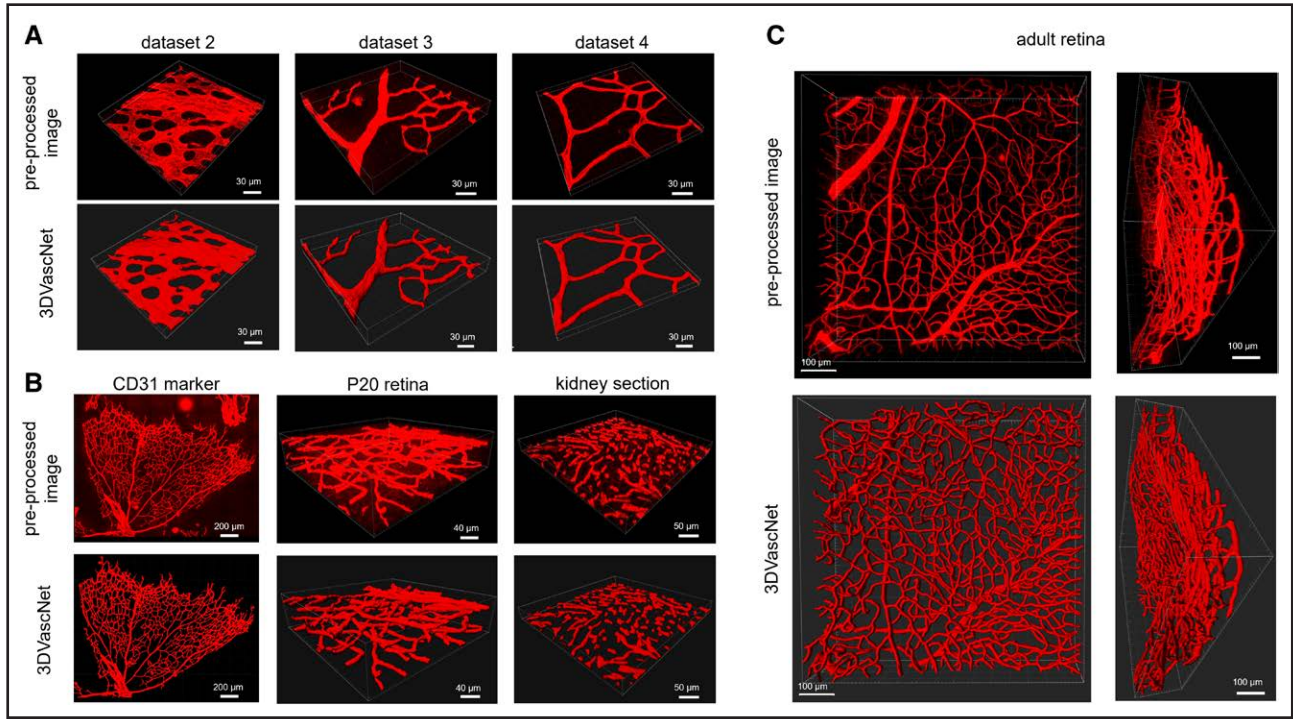 A
dataset 2
dataset 3
dataset 4
pre-processed
image
30 µm
30 µm
30 µm
3DVascNet
30 µm
30 µm
30 µm
B
CD31 marker
P20 retina
kidney section
pre-processed
image
200 µm
40 µm
50 µm
3DVascNet
200 µm
40 µm
50 µm
C
adult retina
pre-processed image
100 µm
100 µm
3DVascNet
100 µm
100 µm